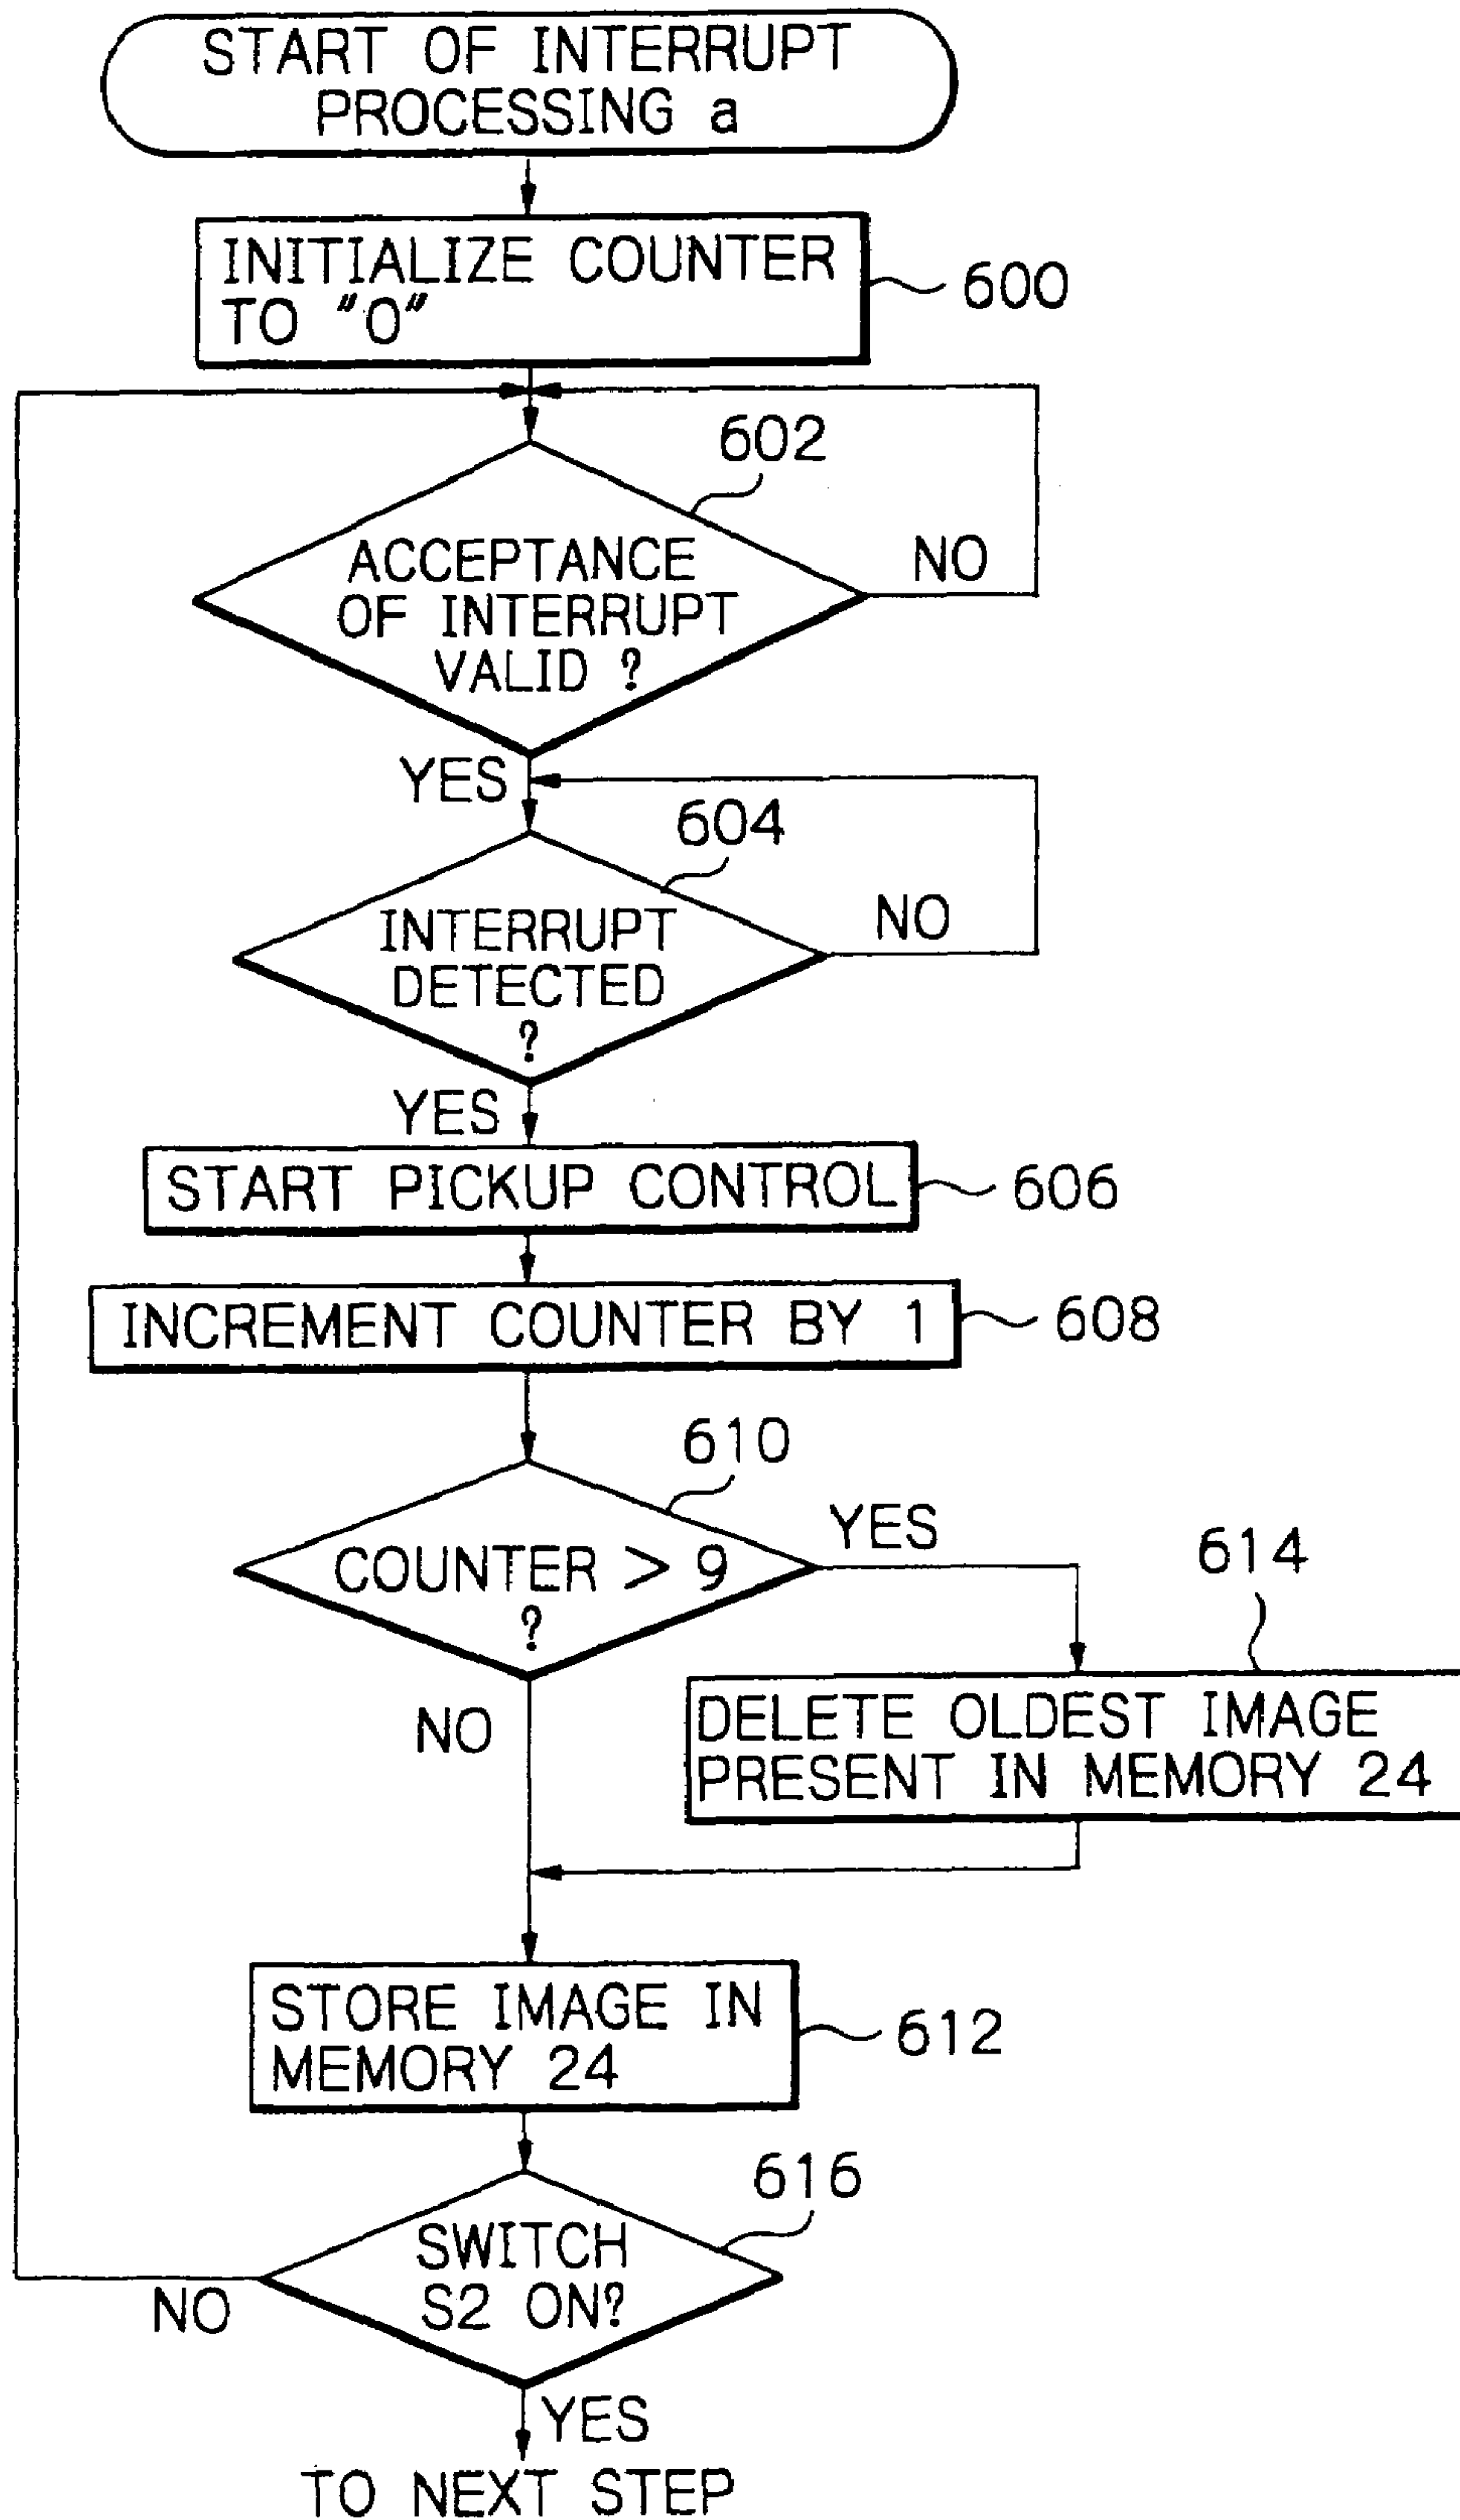 START OF INTERRUPT
PROCESSING a
INITIALIZE COUNTER
TO "0"
600
602
ACCEPTANCE
OF INTERRUPT
VALID ?
NO
YES
604
INTERRUPT
DETECTED
?
NO
YES
START PICKUP CONTROL
606
INCREMENT COUNTER BY 1
608
610
COUNTER > 9
?
YES
614
NO
DELETE OLDEST IMAGE
PRESENT IN MEMORY 24
STORE IMAGE IN
MEMORY 24
612
616
SWITCH
S2 ON?
NO
YES
TO NEXT STEP